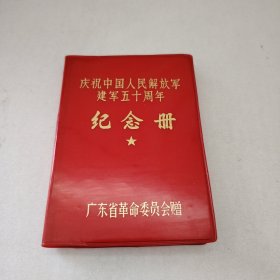 庆祝中国人民解放军
建军五十周年
纪念册
★
广东省革命委员会赠